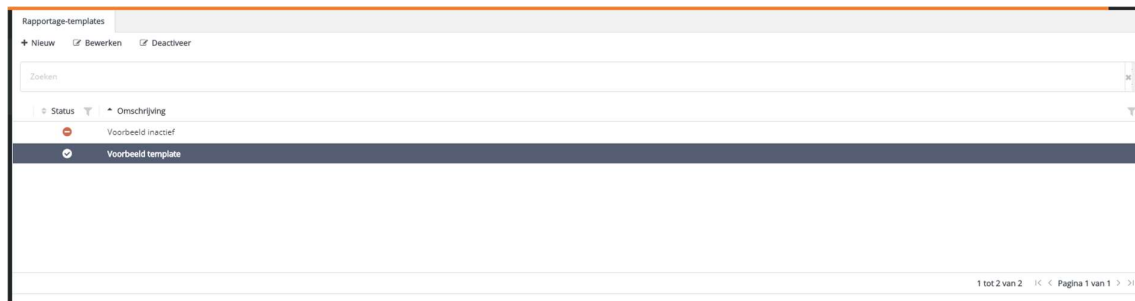 Rapportage-templates
+ Nieuw Bewerken Deactiveer
Zoeken
Status Omschrijving
Voorbeeld inactief
Voorbeeld template
1 tot 2 van 2 Pagina 1 van 1